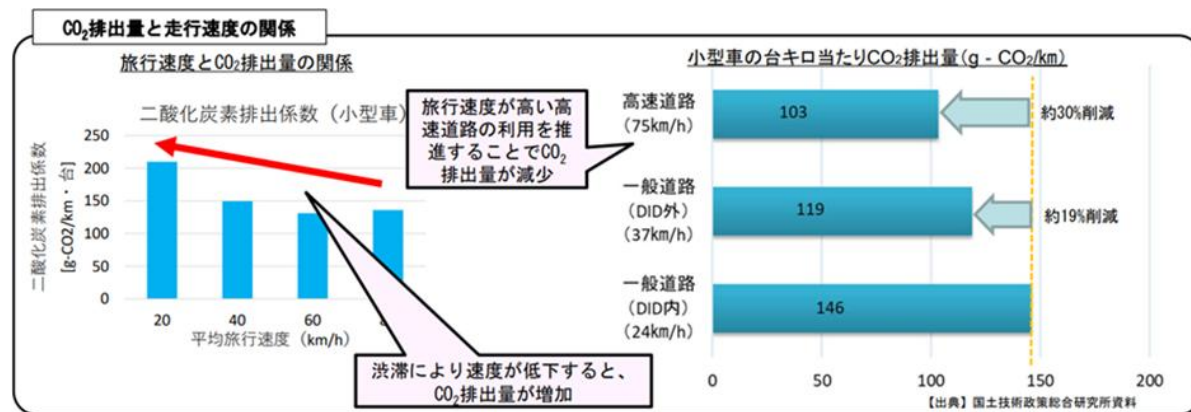 CO₂排出量と走行速度の関係
旅行速度とCO₂排出量の関係
二酸化炭素排出係数（小型車）
二酸化炭素排出係数
[g-CO2/km・台]
250
200
150
100
50
0
20
40
60
平均旅行速度（km/h）
旅行速度が高い高
速道路の利用を推
進することでCO₂
排出量が減少
渋滞により速度が低下すると、
CO₂排出量が増加
小型車の台キロ当たりCO₂排出量(g - CO₂/km)
高速道路
(75km/h)
103
約30%削減
一般道路
(DID外)
(37km/h)
119
約19%削減
一般道路
(DID内)
(24km/h)
146
0
50
100
150
200
【出典】国土技術政策総合研究所資料